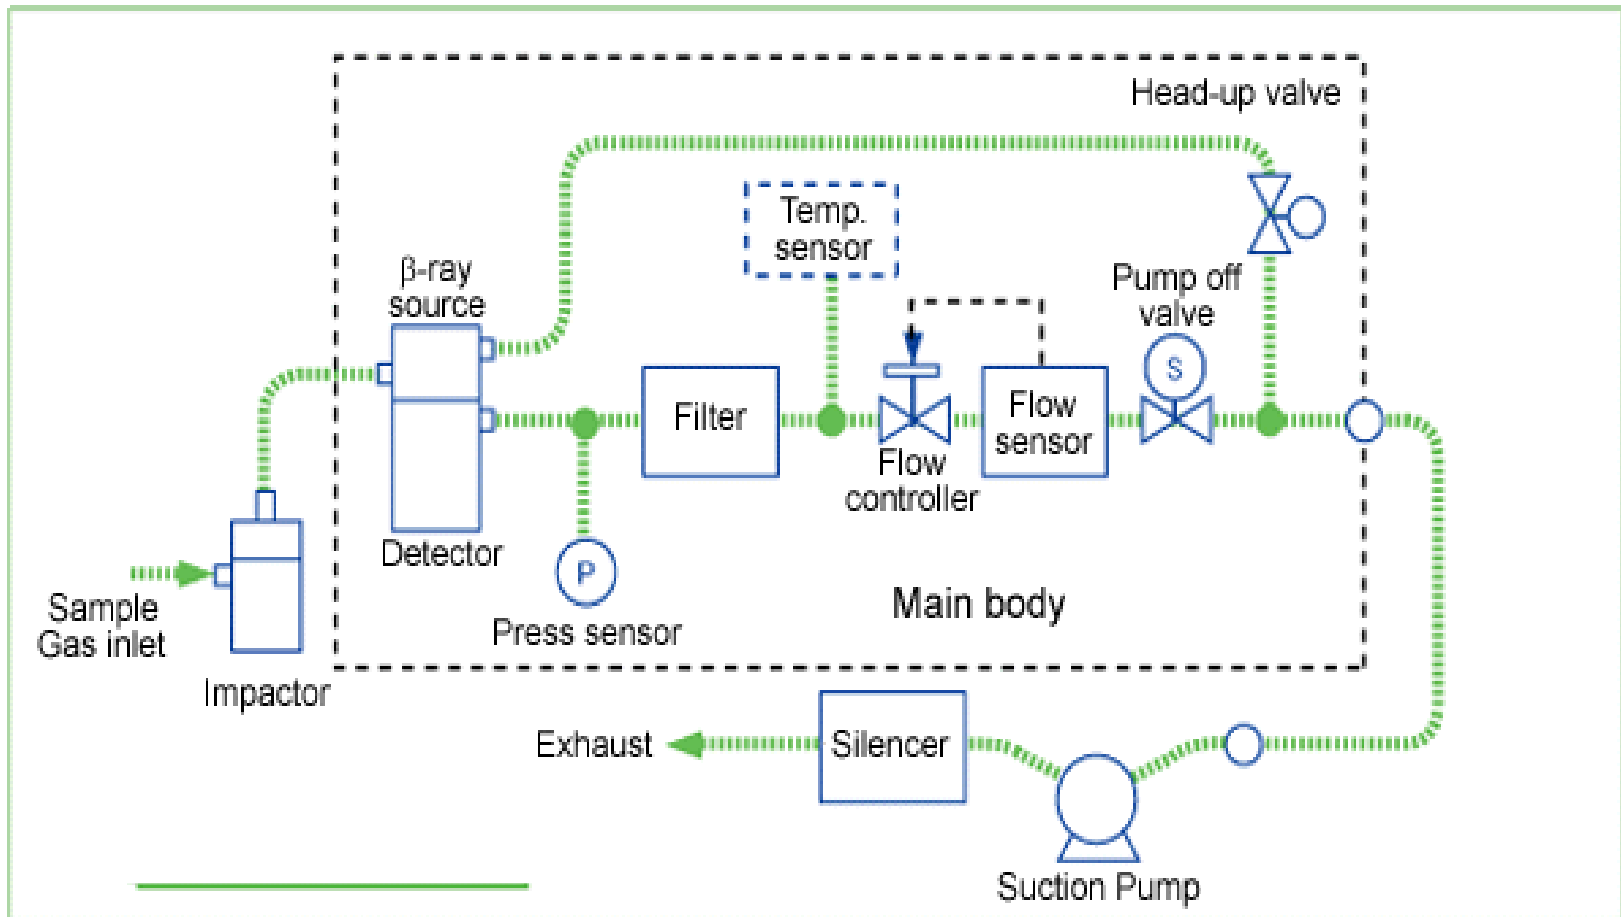 Head-up valve
Temp.
sensor
β-ray
source
Pump off
valve
S
Filter
Flow
sensor
Flow
controller
Detector
P
Sample
Gas inlet
Main body
Press sensor
Impactor
Exhaust
Silencer
Suction Pump